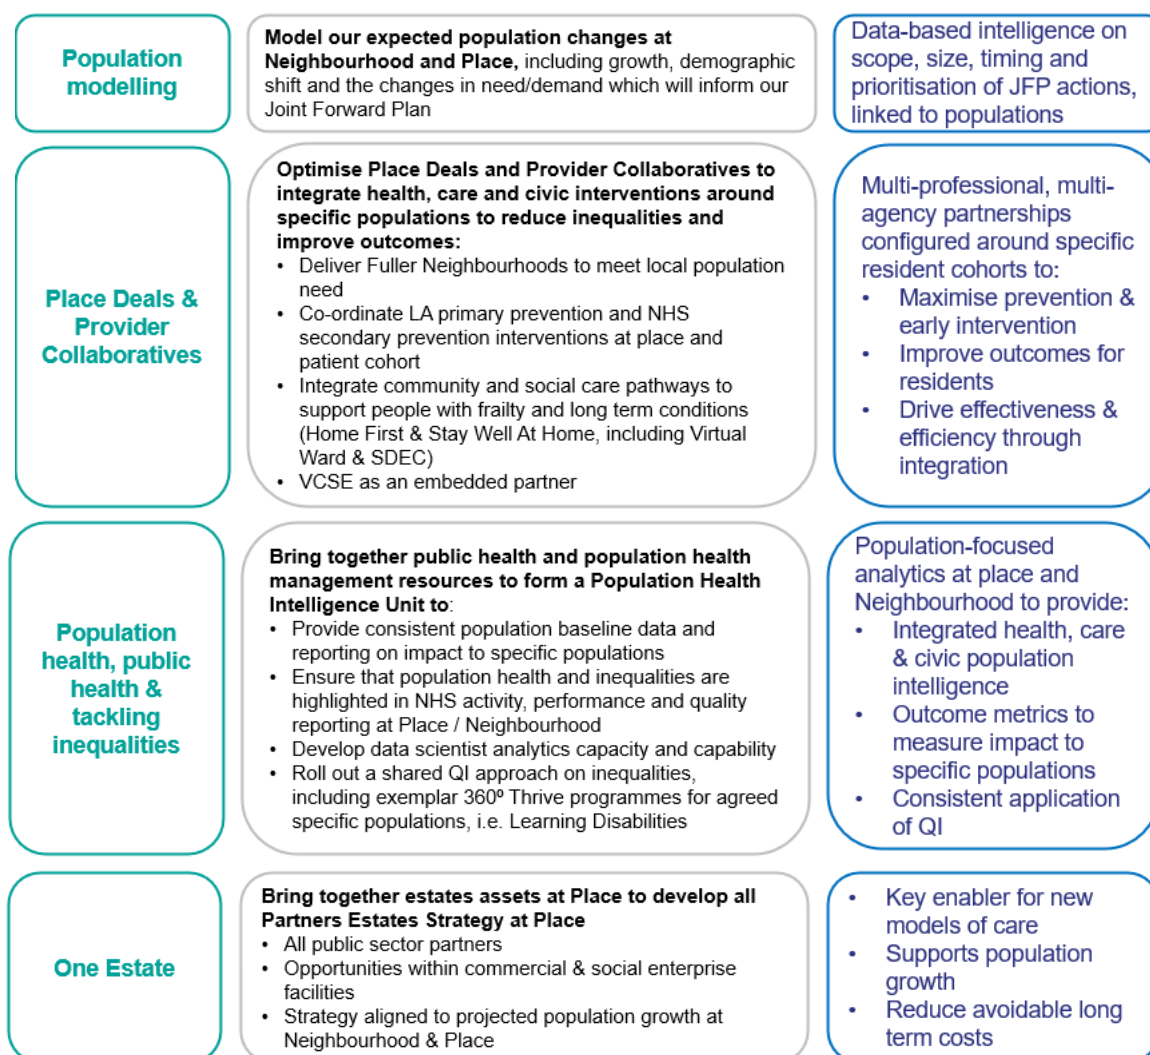 Population
modelling
Model our expected population changes at
Neighbourhood and Place, including growth, demographic
shift and the changes in need/demand which will inform our
Joint Forward Plan
Data-based intelligence on
scope, size, timing and
prioritisation of JFP actions,
linked to populations
Place Deals &
Provider
Collaboratives
Optimise Place Deals and Provider Collaboratives to
integrate health, care and civic interventions around
specific populations to reduce inequalities and
improve outcomes:
• Deliver Fuller Neighbourhoods to meet local population
need
• Co-ordinate LA primary prevention and NHS
secondary prevention interventions at place and
patient cohort
• Integrate community and social care pathways to
support people with frailty and long term conditions
(Home First & Stay Well At Home, including Virtual
Ward & SDEC)
• VCSE as an embedded partner
Multi-professional, multi-
agency partnerships
configured around specific
resident cohorts to:
• Maximise prevention &
early intervention
• Improve outcomes for
residents
• Drive effectiveness &
efficiency through
integration
Population
health, public
health &
tackling
inequalities
Bring together public health and population health
management resources to form a Population Health
Intelligence Unit to:
• Provide consistent population baseline data and
reporting on impact to specific populations
• Ensure that population health and inequalities are
highlighted in NHS activity, performance and quality
reporting at Place / Neighbourhood
• Develop data scientist analytics capacity and capability
• Roll out a shared QI approach on inequalities,
including exemplar 360º Thrive programmes for agreed
specific populations, i.e. Learning Disabilities
Population-focused
analytics at place and
Neighbourhood to provide:
• Integrated health, care
& civic population
intelligence
• Outcome metrics to
measure impact to
specific populations
• Consistent application
of QI
One Estate
Bring together estates assets at Place to develop all
Partners Estates Strategy at Place
• All public sector partners
• Opportunities within commercial & social enterprise
facilities
• Strategy aligned to projected population growth at
Neighbourhood & Place
• Key enabler for new
models of care
• Supports population
growth
• Reduce avoidable long
term costs